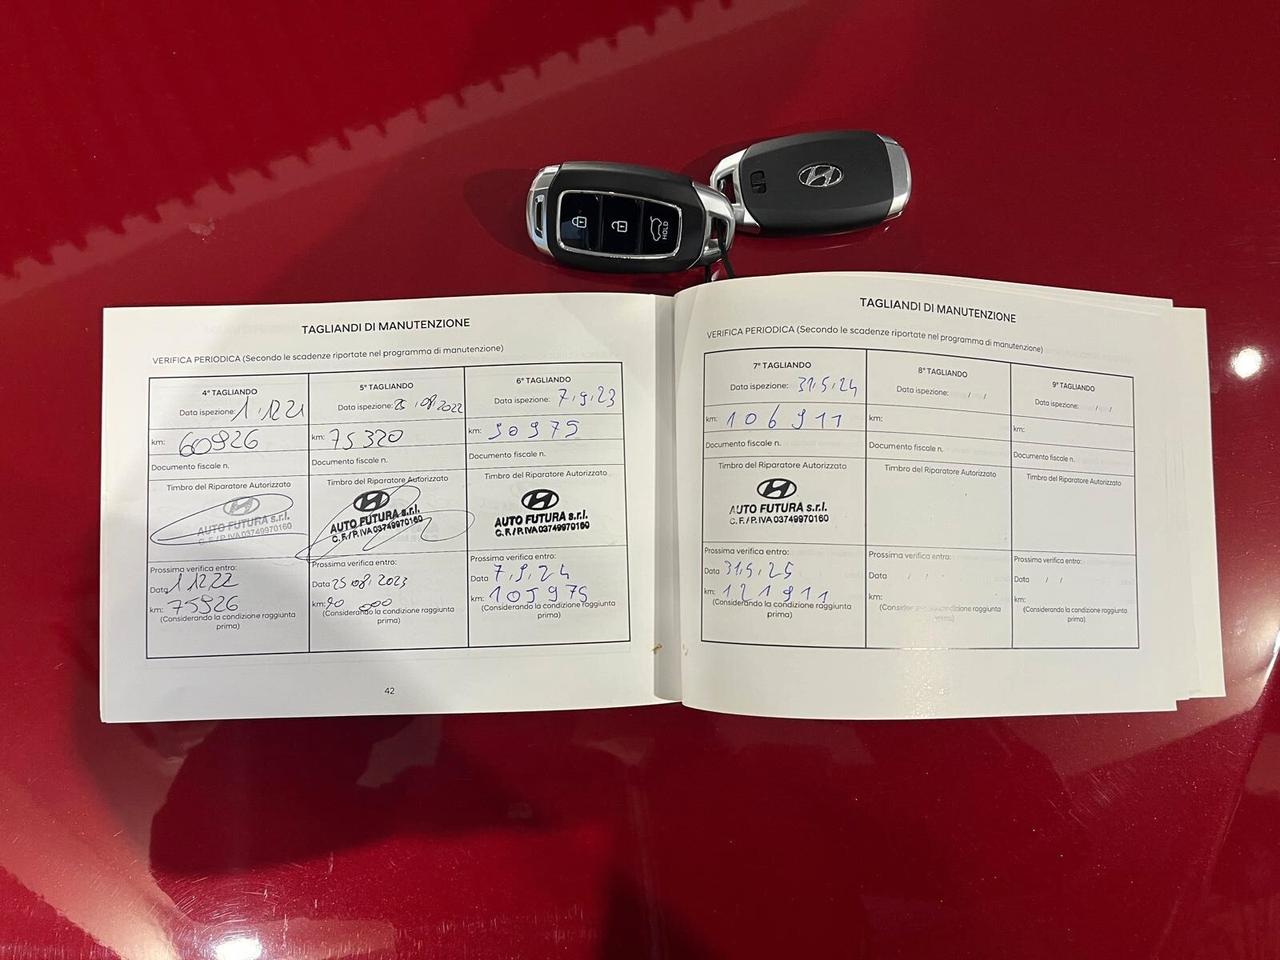 HOLD
TAGLIANDI DI MANUTENZIONE
VERIFICA PERIODICA (Secondo le scadenze riportate nel programma di manutenzione)
4° TAGLIANDO
Data ispezione: 1.12.21
km: 60926
Documento fiscale n.
Timbro del Riparatore Autorizzato
AUTO FUTURA s.r.l.
C.F./P.IVA03749970160
Prossima verifica entro:
Data 1 12 22
km: 75926
(Considerando la condizione raggiunta
prima)
5° TAGLIANDO
Data ispezione: 25.08.2022
km: 75320
Documento fiscale n.
Timbro del Riparatore Autorizzato
AUTO FUTURA s.r.l.
C.F./P.IVA03749970160
Prossima verifica entro:
Data 25 08 2023
km: 90 000
(Considerando la condizione raggiunta
prima)
6° TAGLIANDO
Data ispezione: 7.9.23
km: 90975
Documento fiscale n.
Timbro del Riparatore Autorizzato
AUTO FUTURA s.r.l.
C.F./P.IVA03749970160
Prossima verifica entro:
Data 7.9.24
km: 105975
(Considerando la condizione raggiunta
prima)
42
TAGLIANDI DI MANUTENZIONE
VERIFICA PERIODICA (Secondo le scadenze riportate nel programma di manutenzione)
7° TAGLIANDO
Data ispezione: 31.5.24
km: 106911
Documento fiscale n.
Timbro del Riparatore Autorizzato
AUTO FUTURA s.r.l.
C.F./P.IVA03749970160
Prossima verifica entro:
Data 31.5.25
km: 121911
(Considerando la condizione raggiunta
prima)
8° TAGLIANDO
Data ispezione: / /
km:
Documento fiscale n.
Timbro del Riparatore Autorizzato
Prossima verifica entro:
Data / /
km:
(Considerando la condizione raggiunta
prima)
9° TAGLIANDO
Data ispezione: / /
km:
Documento fiscale n.
Timbro del Riparatore Autorizzato
Prossima verifica entro:
Data / /
km:
(Considerando la condizione raggiunta
prima)